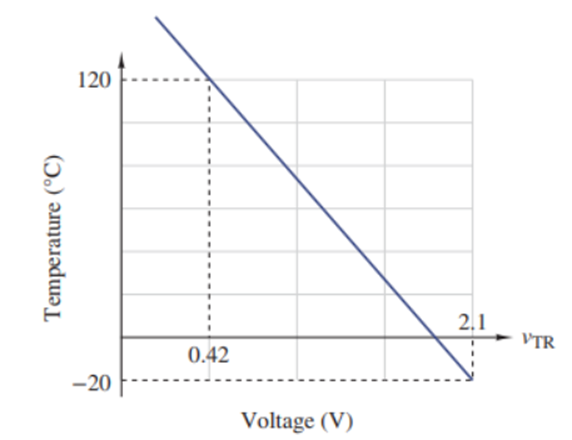 120
Temperature (°C)
2.1
vTR
0.42
−20
Voltage (V)